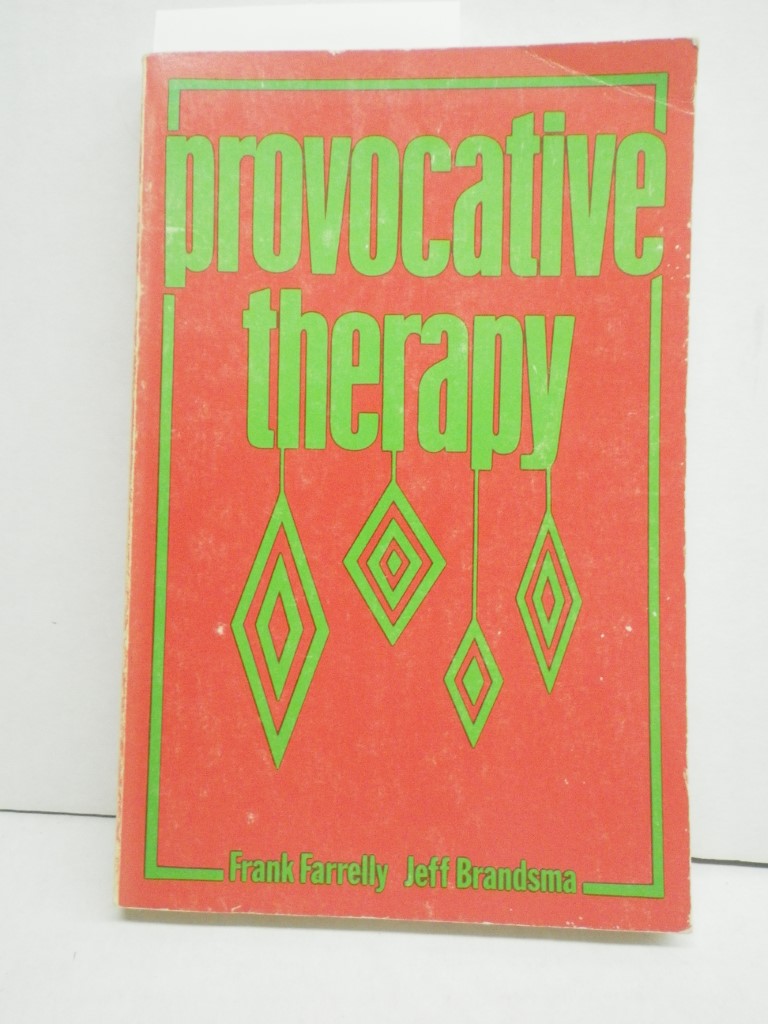 provocative
therapy
Frank Farrelly Jeff Brandsma